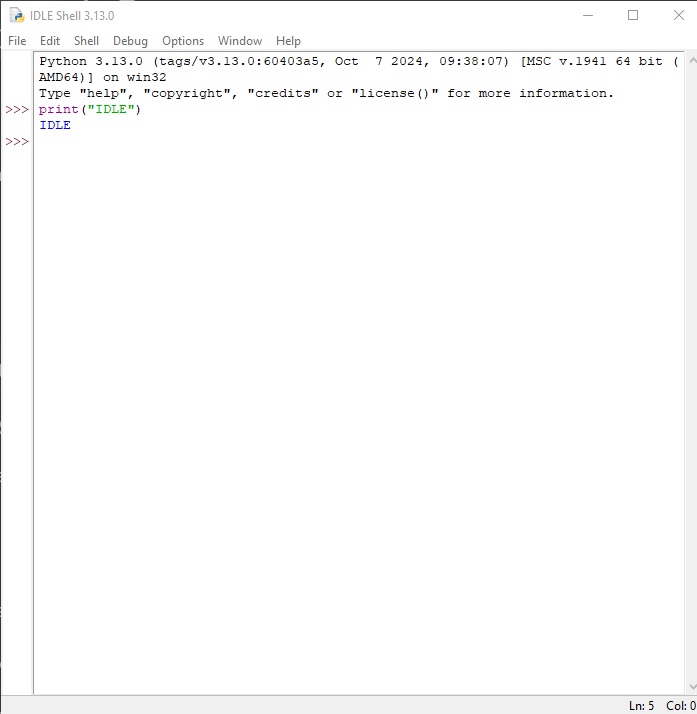 IDLE Shell 3.13.0
File Edit Shell Debug Options Window Help
Python 3.13.0 (tags/v3.13.0:60403a5, Oct  7 2024, 09:38:07) [MSC v.1941 64 bit (
AMD64)] on win32
Type "help", "copyright", "credits" or "license()" for more information.
>>> print("IDLE")
IDLE
>>>
Ln: 5 Col: 0